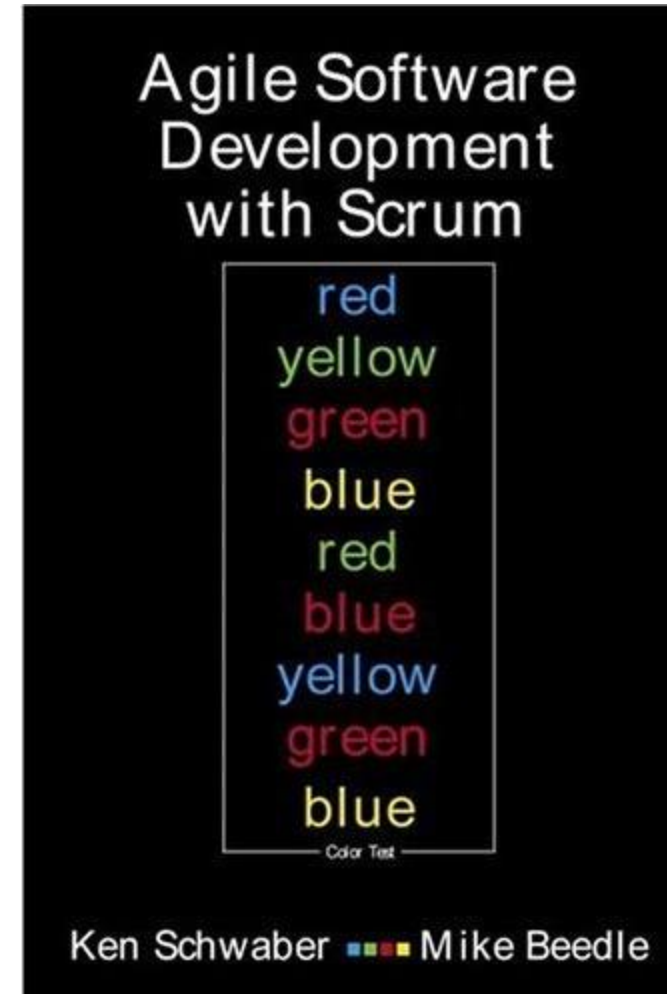 Agile Software
Development
with Scrum
red
yellow
green
blue
red
blue
yellow
green
blue
Color Test
Ken Schwaber Mike Beedle